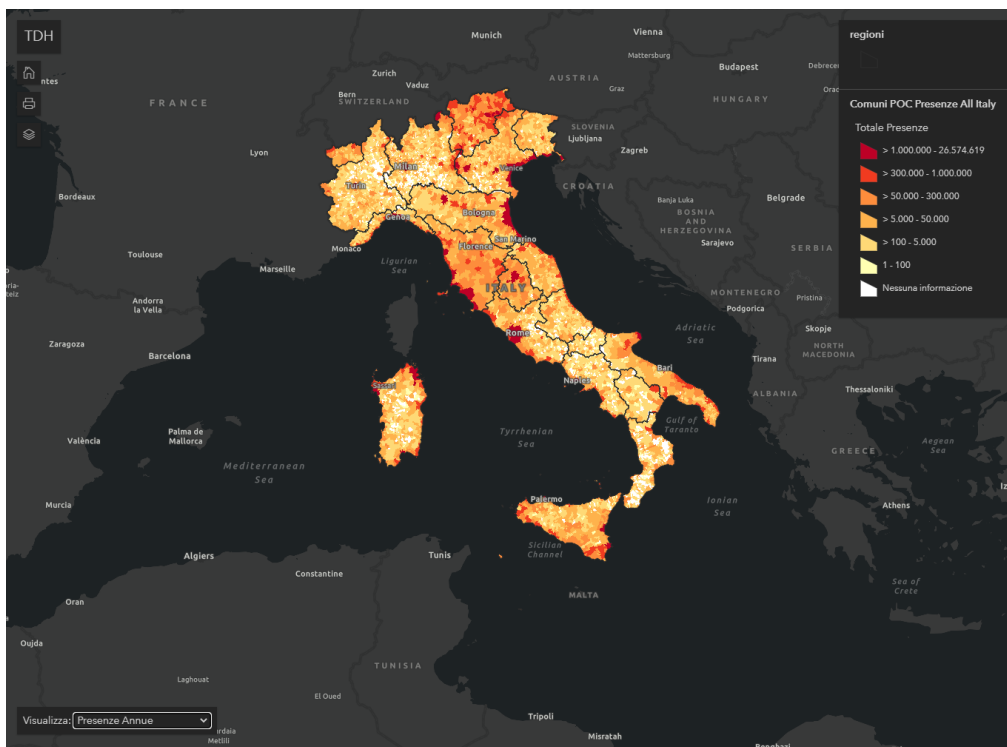 TDH
Munich
Vienna
Mattersburg
Zurich
Vaduz
Bern
SWITZERLAND
AUSTRIA
Graz
Budapest
HUNGARY
FRANCE
SLOVENIA
Ljubljana
Zagreb
Lyon
Milan
Turin
Venice
CROATIA
Bordeaux
Genoa
Bologna
Banja Luka
Belgrade
BOSNIA
AND
HERZEGOVINA
Sarajevo
SERBIA
San Marino
Florence
Monaco
Toulouse
Marseille
Ligurian
Sea
ITALY
MONTENEGRO
Pristina
Podgorica
Skopje
Andorra
la Vella
Adriatic
Sea
Rome
NORTH
MACEDONIA
Zaragoza
Barcelona
Tirana
Bari
Naples
Sassari
ALBANIA
Thessaloniki
Gulf of
Taranto
Palma de
Mallorca
València
Tyrrhenian
Sea
Aegean
Sea
GREECE
Mediterranean
Sea
Murcia
Palermo
Ionian
Sea
Athens
Sicilian
Channel
Algiers
Tunis
Constantine
Sea of
Crete
MALTA
Oran
Oujda
TUNISIA
Laghouat
El Oued
Metlili
Tripoli
Misratah
regioni
Comuni POC Presenze All Italy
Totale Presenze
> 1.000.000 - 26.574.619
> 300.000 - 1.000.000
> 50.000 - 300.000
> 5.000 - 50.000
> 100 - 5.000
1 - 100
Nessuna informazione
Visualizza: Presenze Annue